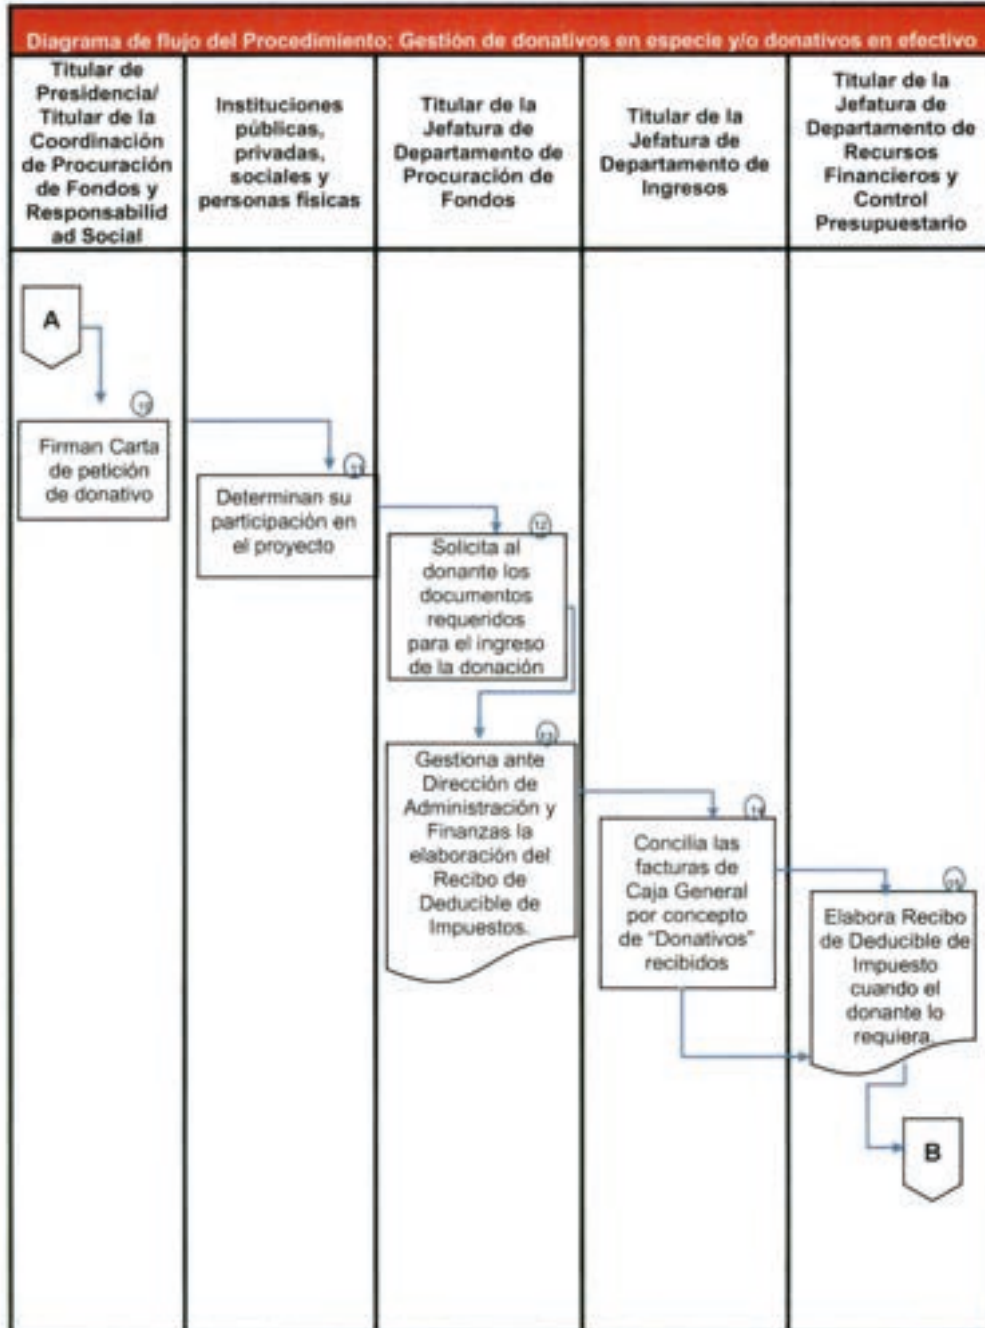 Diagrama de flujo del Procedimiento: Gestión de donativos en especie y/o donativos en efectivo
Titular de
Presidencia/
Titular de la
Coordinación
de Procuración
de Fondos y
Responsabilid
ad Social
Instituciones
públicas,
privadas,
sociales y
personas físicas
Titular de la
Jefatura de
Departamento de
Procuración de
Fondos
Titular de la
Jefatura de
Departamento de
Ingresos
Titular de la
Jefatura de
Departamento de
Recursos
Financieros y
Control
Presupuestario
A
10
Firman Carta
de petición
de donativo
11
Determinan su
participación en
el proyecto
12
Solicita al
donante los
documentos
requeridos
para el ingreso
de la donación
13
Gestiona ante
Dirección de
Administración y
Finanzas la
elaboración del
Recibo de
Deducible de
Impuestos.
14
Concilia las
facturas de
Caja General
por concepto
de “Donativos”
recibidos
Elabora Recibo
de Deducible de
Impuesto
cuando el
donante lo
requiera.
B